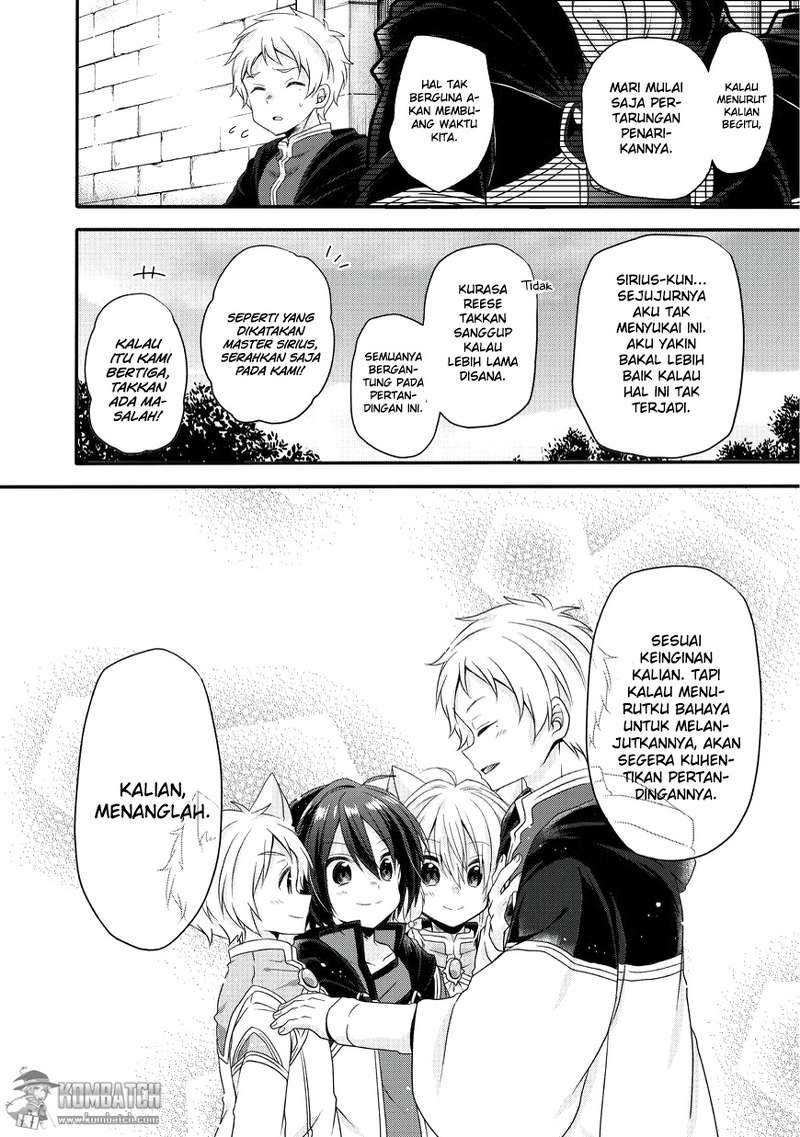 KALAU
MENURUT
KALIAN
BEGITU,
MARI MULAI
SAJA PER-
TARUNGAN
PENARI-
KANNYA.
HAL TAK
BERGUNA A-
KAN MEMBU-
ANG WAKTU
KITA.
SIRIUS-KUN...
SEJUJURNYA
AKU TAK
MENYUKAI INI.
AKU YAKIN
BAKAL LEBIH
BAIK KALAU
HAL INI TAK
TERJADI.
Tidak
KURASA
REESE
TAKKAN
SANGGUP
KALAU
LEBIH LAMA
DISANA.
SEMUANYA
BERGAN-
TUNG PADA
PERTAN-
DINGAN INI.
SEPERTI YANG
DIKATAKAN
MASTER SIRIUS,
SERAHKAN SAJA
PADA KAMI!
KALAU
ITU KAMI
BERTIGA,
TAKKAN
ADA MA-
SALAH!
SESUAI
KEINGINAN
KALIAN. TAPI
KALAU MENU-
RUTKU BAHAYA
UNTUK MELAN-
JUTKANNYA, AKAN
SEGERA KUHEN-
TIKAN PERTAN-
DINGANNYA.
KALIAN,
MENANGLAH.
KOMBATCH
www.kombatch.com